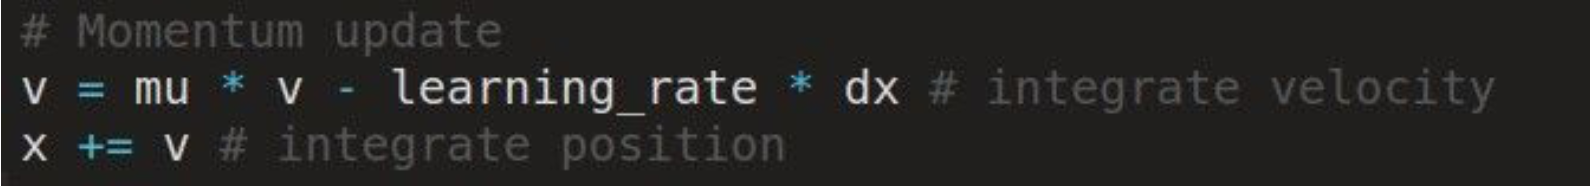 # Momentum update
v = mu * v - learning_rate * dx # integrate velocity
x += v # integrate position